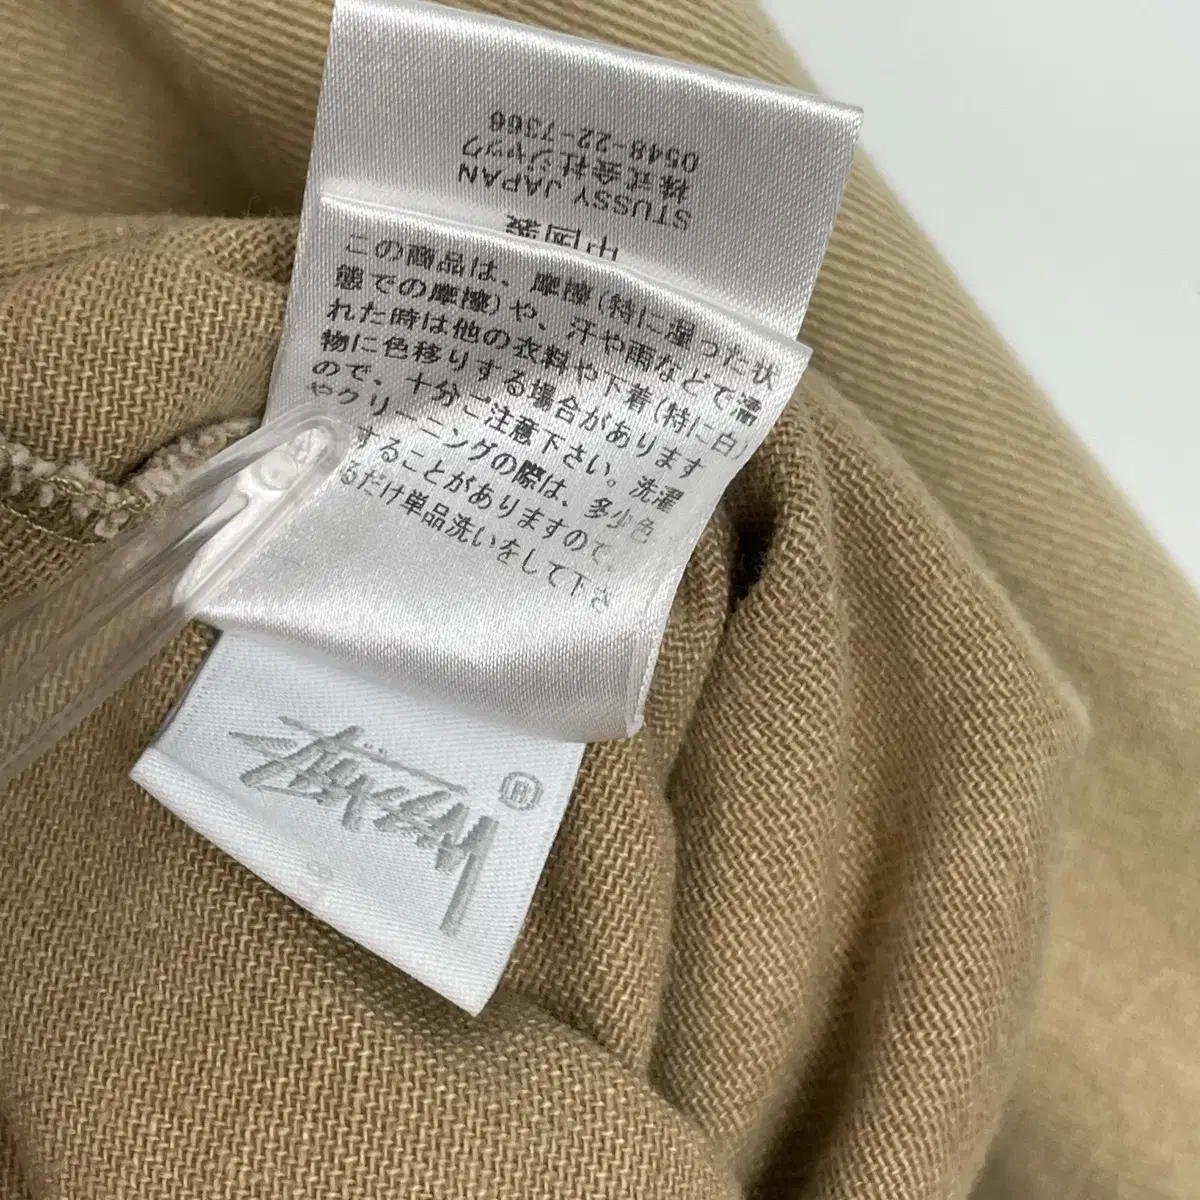 中国製
STUSSY JAPAN
株式会社ジャック
0548-22-7366
この商品は、摩擦(特に湿った状
態での摩擦)や、汗や雨などで濡
れた時は他の衣料や下着(特に白)
物に色移りする場合があります
ので、十分ご注意下さい。洗濯
やクリーニングの際は、多少色
することがありますので、
るだけ単品洗いをして下さ
Stüssy ®